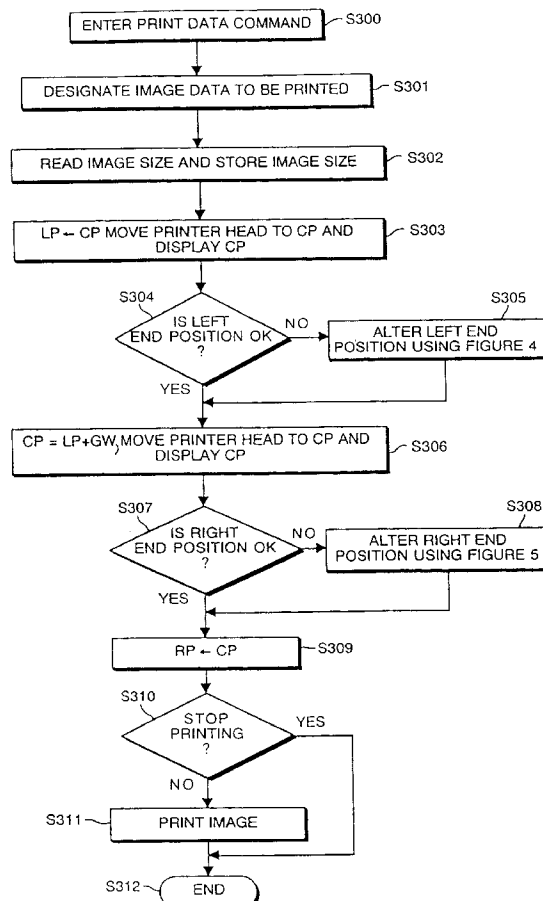 ENTER PRINT DATA COMMAND
S300
DESIGNATE IMAGE DATA TO BE PRINTED
S301
READ IMAGE SIZE AND STORE IMAGE SIZE
S302
LP ← CP MOVE PRINTER HEAD TO CP AND
DISPLAY CP
S303
S304
IS LEFT
END POSITION OK
?
NO
YES
S305
ALTER LEFT END
POSITION USING FIGURE 4
CP = LP+GW, MOVE PRINTER HEAD TO CP AND
DISPLAY CP
S306
S307
IS RIGHT
END POSITION OK
?
NO
YES
S308
ALTER RIGHT END
POSITION USING FIGURE 5
RP ← CP
S309
S310
STOP
PRINTING
?
YES
NO
S311
PRINT IMAGE
S312
END